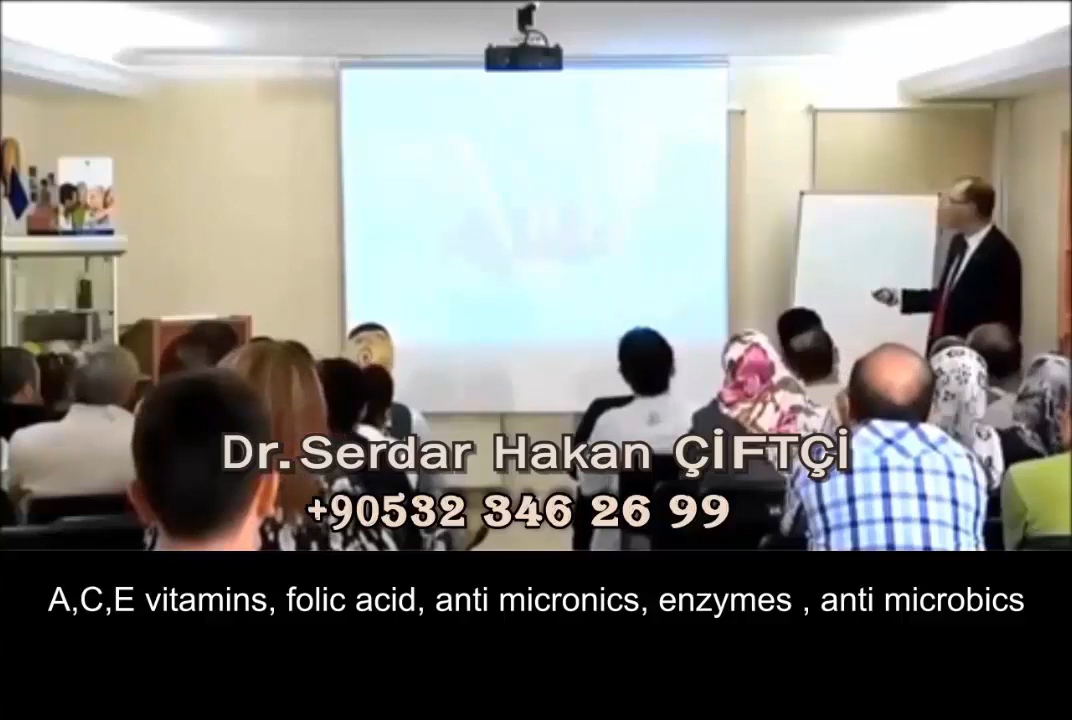 Dr. Serdar Hakan ÇİFTÇİ
+90532 346 26 99
A,C,E vitamins, folic acid, anti micronics, enzymes , anti microbics